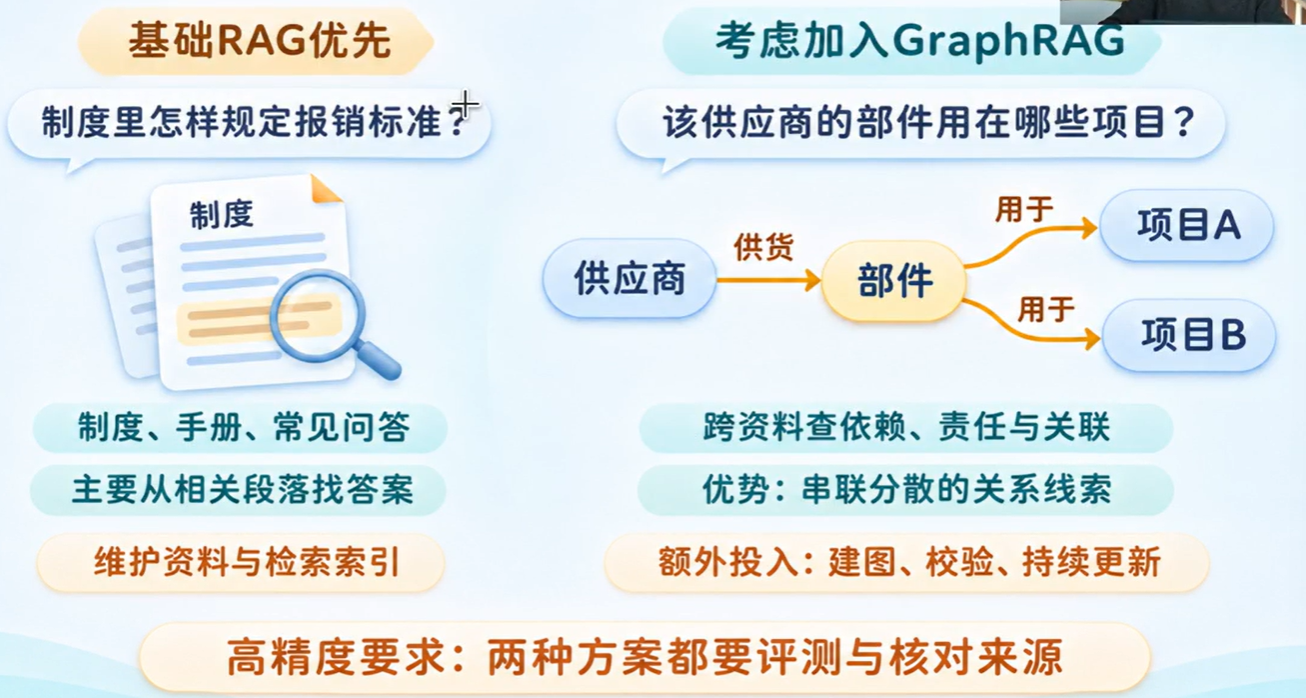 基础RAG优先
制度里怎样规定报销标准？
制度
制度、手册、常见问答
主要从相关段落找答案
维护资料与检索索引
考虑加入GraphRAG
该供应商的部件用在哪些项目？
供应商
供货
部件
用于
项目A
用于
项目B
跨资料查依赖、责任与关联
优势：串联分散的关系线索
额外投入：建图、校验、持续更新
高精度要求：两种方案都要评测与核对来源